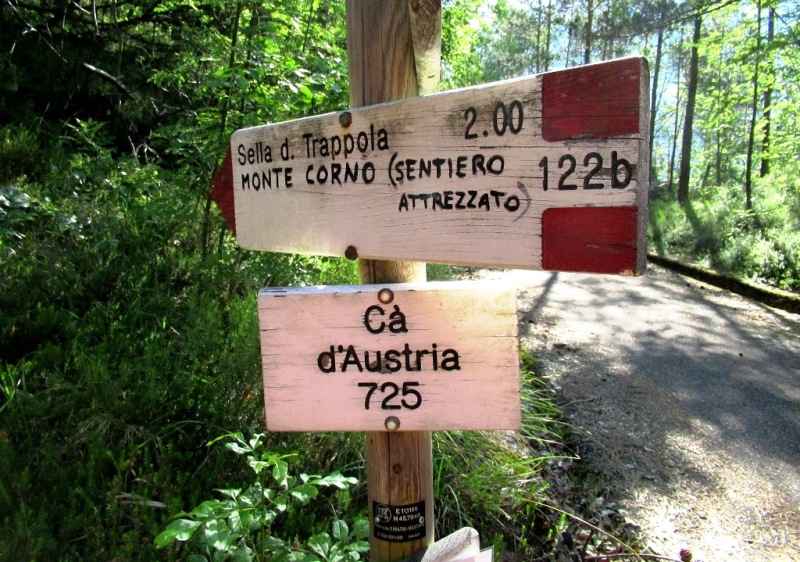 Sella d. Trappola 2.00
MONTE CORNO (SENTIERO
ATTREZZATO)
122b
Cà
d'Austria
725